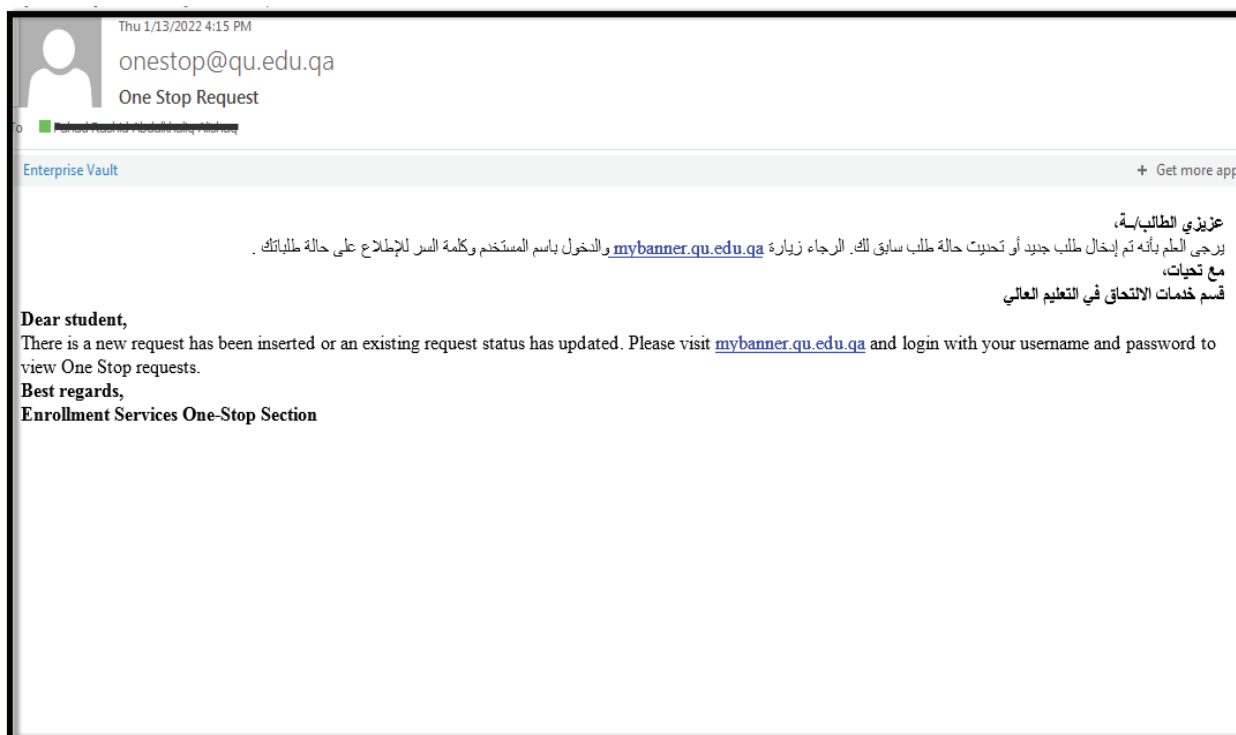 Thu 1/13/2022 4:15 PM
onestop@qu.edu.qa
One Stop Request
To
Enterprise Vault
+ Get more app
عزيزي الطالب/ـة،
يرجى العلم بأنه تم إدخال طلب جديد أو تحديث حالة طلب سابق لك. الرجاء زيارة mybanner.qu.edu.qa والدخول باسم المستخدم وكلمة السر للإطلاع على حالة طلباتك .
مع تحيات،
قسم خدمات الالتحاق في التعليم العالي
Dear student,
There is a new request has been inserted or an existing request status has updated. Please visit mybanner.qu.edu.qa and login with your username and password to
view One Stop requests.
Best regards,
Enrollment Services One-Stop Section